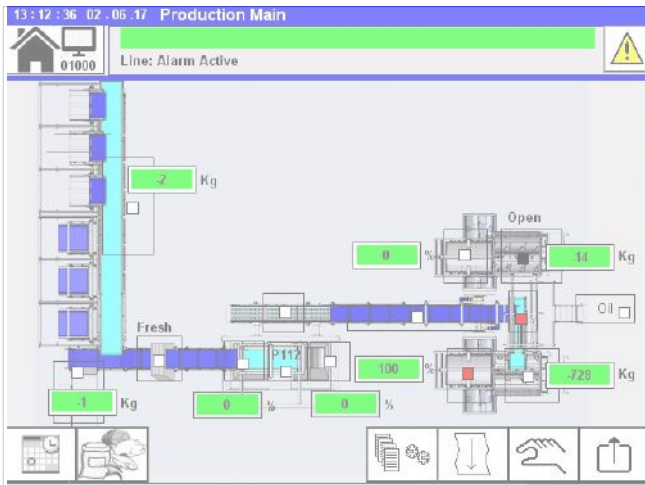 13:12:36 02.06.17 Production Main
01000
Line: Alarm Active
-2 Kg
Open
0 %
-14 Kg
Oil
Fresh
P112
100 %
-728 Kg
-1 Kg
0 %
0 %